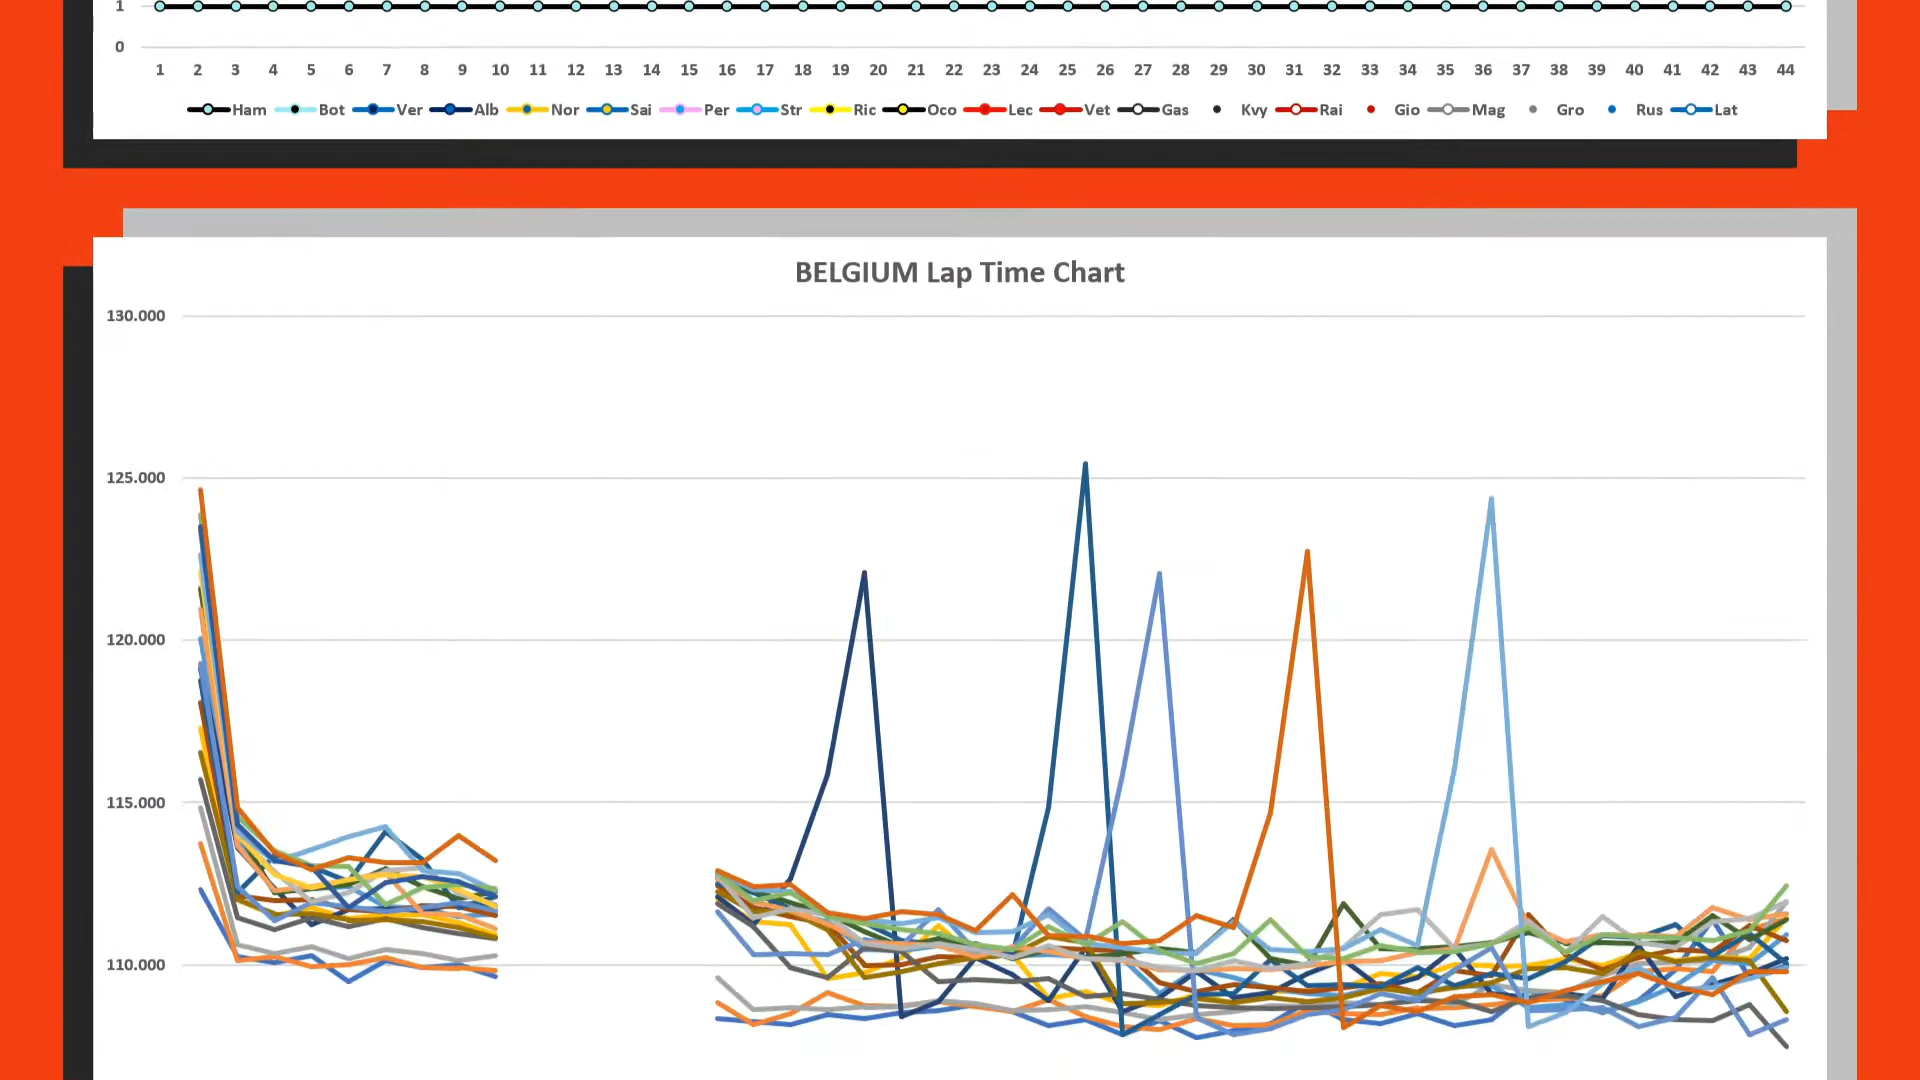 1
0
1 2 3 4 5 6 7 8 9 10 11 12 13 14 15 16 17 18 19 20 21 22 23 24 25 26 27 28 29 30 31 32 33 34 35 36 37 38 39 40 41 42 43 44
Ham Bot Ver Alb Nor Sai Per Str Ric Oco Lec Vet Gas Kvy Rai Gio Mag Gro Rus Lat
BELGIUM Lap Time Chart
130.000
125.000
120.000
115.000
110.000